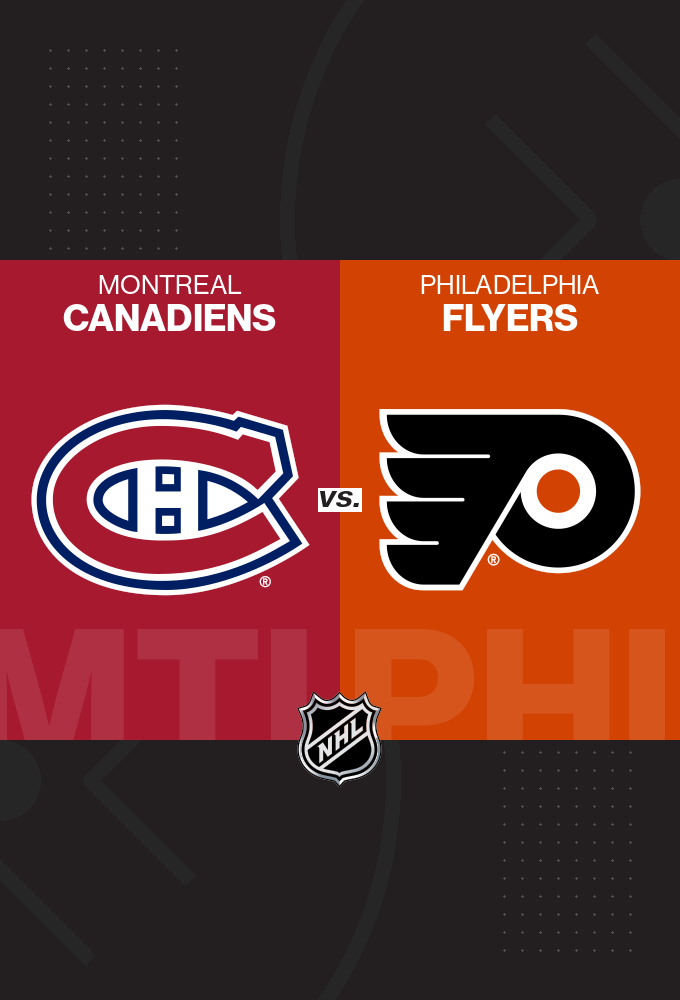 MONTREAL
CANADIENS
PHILADELPHIA
FLYERS
H
vs.
®
®
MTL
PHI
NHL